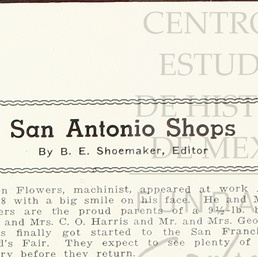 CENTRO
ESTUD
DE HIST
DE MEX
San Antonio Shops
By B. E. Shoemaker, Editor
n Flowers, machinist, appeared at work
8 with a big smile on his face. He and M
ers are the proud parents of a 9½-lb. b
and Mrs. C. O. Harris and Mr. and Mrs. Geo
s finally got started to the San Franci
d's Fair. They expect to see plenty of
ry before they return.